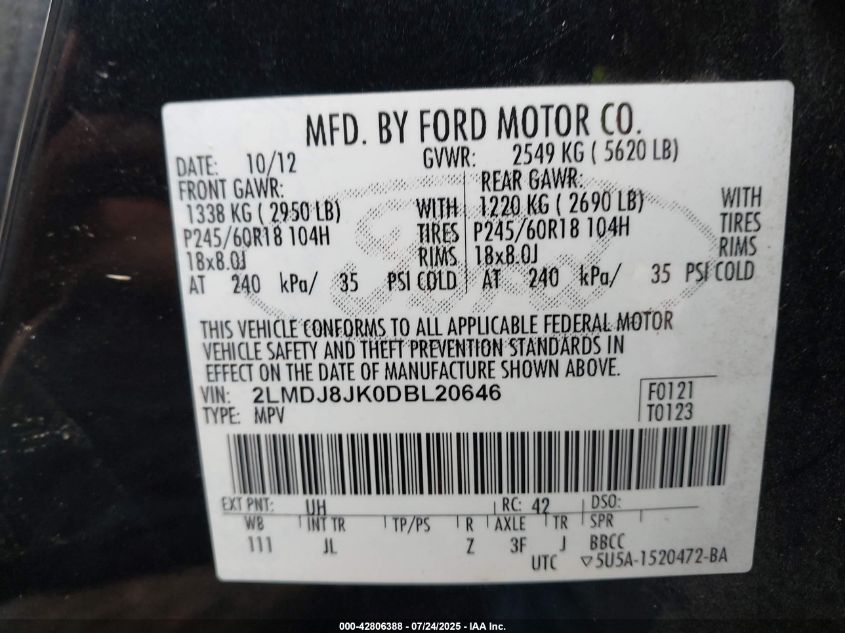 MFD. BY FORD MOTOR CO.
DATE: 10/12 GVWR: 2549 KG ( 5620 LB)
FRONT GAWR: REAR GAWR:
1338 KG ( 2950 LB) WITH 1220 KG ( 2690 LB) WITH
P245/60R18 104H TIRES P245/60R18 104H TIRES
18x8.0J RIMS 18x8.0J RIMS
AT 240 kPa/ 35 PSI COLD AT 240 kPa/ 35 PSI COLD
Ford
THIS VEHICLE CONFORMS TO ALL APPLICABLE FEDERAL MOTOR
VEHICLE SAFETY AND THEFT PREVENTION STANDARDS IN
EFFECT ON THE DATE OF MANUFACTURE SHOWN ABOVE.
VIN: 2LMDJ8JK0DBL20646 F0121
TYPE: MPV T0123
EXT PNT: UH RC: 42 DSO:
WB INT TR TP/PS R AXLE TR SPR
111 JL Z 3F J BBCC
UTC ▽5U5A-1520472-BA
000-42806388 - 07/24/2025 - IAA Inc.